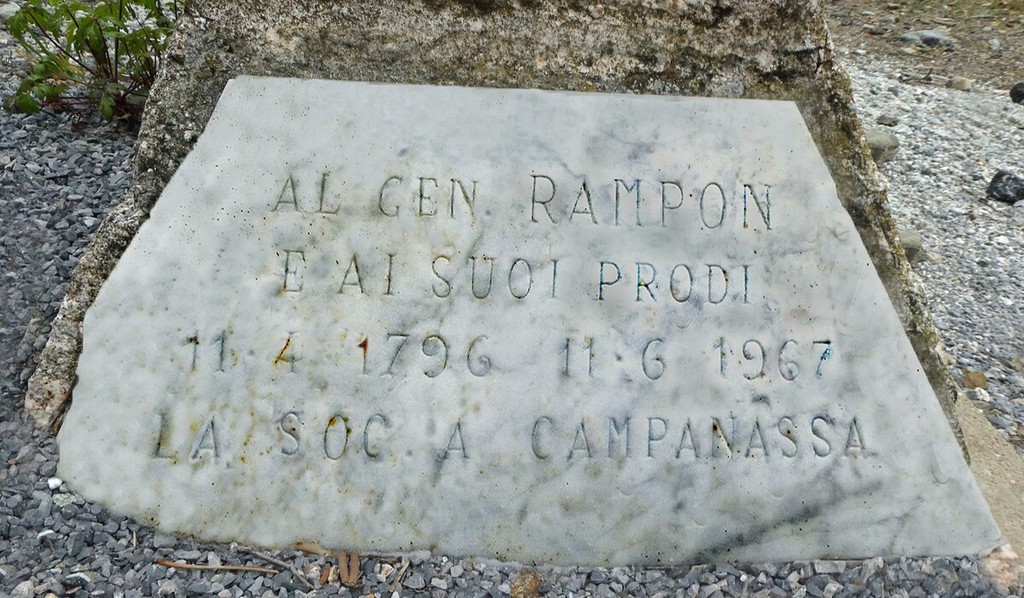 AL GEN. RAMPON
E AI SUOI PRODI
11·4·1796 11·6·1967
LA SOC. A CAMPANASSA